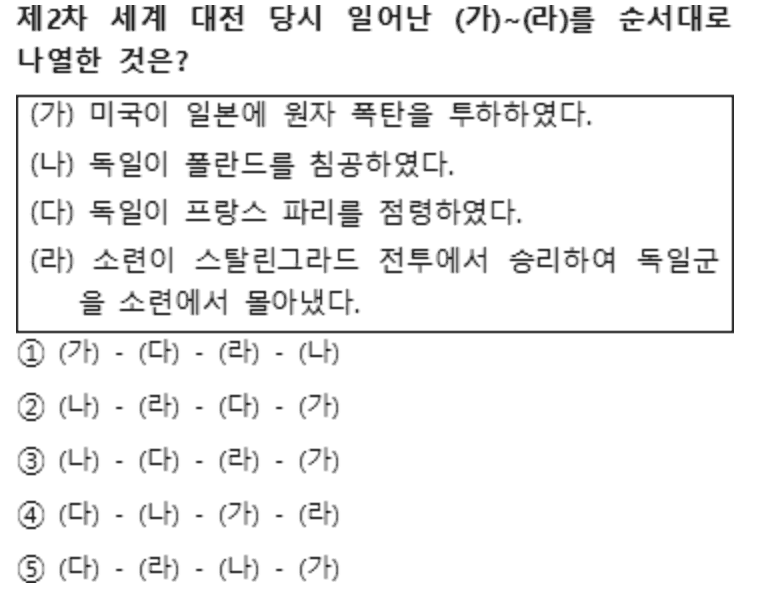 제2차 세계 대전 당시 일어난 (가)~(라)를 순서대로
나열한 것은?
(가) 미국이 일본에 원자 폭탄을 투하하였다.
(나) 독일이 폴란드를 침공하였다.
(다) 독일이 프랑스 파리를 점령하였다.
(라) 소련이 스탈린그라드 전투에서 승리하여 독일군
을 소련에서 몰아냈다.
① (가) - (다) - (라) - (나)
② (나) - (라) - (다) - (가)
③ (나) - (다) - (라) - (가)
④ (다) - (나) - (가) - (라)
⑤ (다) - (라) - (나) - (가)